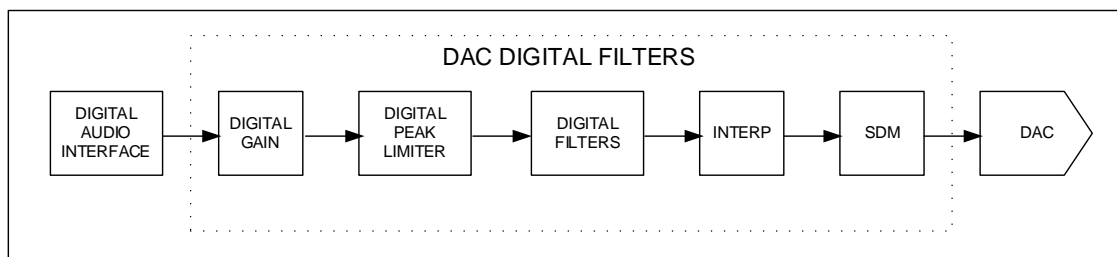 DAC DIGITAL FILTERS
DIGITAL
AUDIO
INTERFACE
DIGITAL
GAIN
DIGITAL
PEAK
LIMITER
DIGITAL
FILTERS
INTERP
SDM
DAC